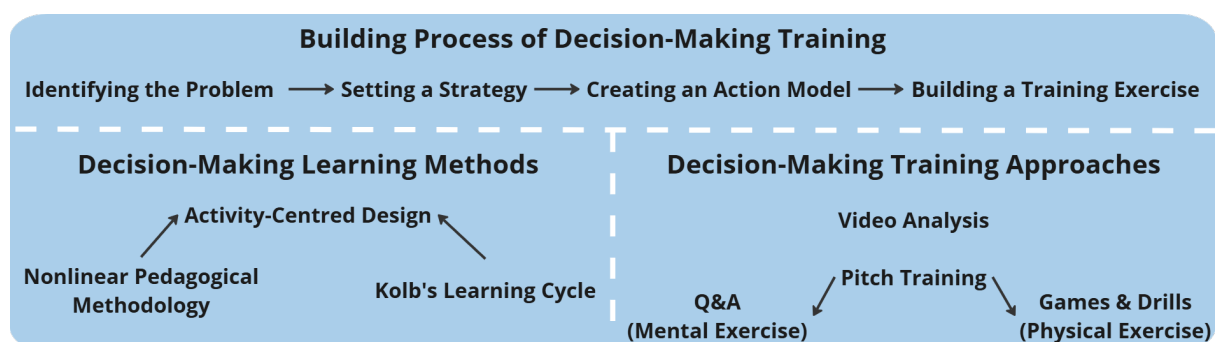 Building Process of Decision-Making Training
Identifying the Problem
Setting a Strategy
Creating an Action Model
Building a Training Exercise
Decision-Making Learning Methods
Activity-Centred Design
Nonlinear Pedagogical
Methodology
Kolb's Learning Cycle
Decision-Making Training Approaches
Video Analysis
Pitch Training
Q&A
(Mental Exercise)
Games & Drills
(Physical Exercise)